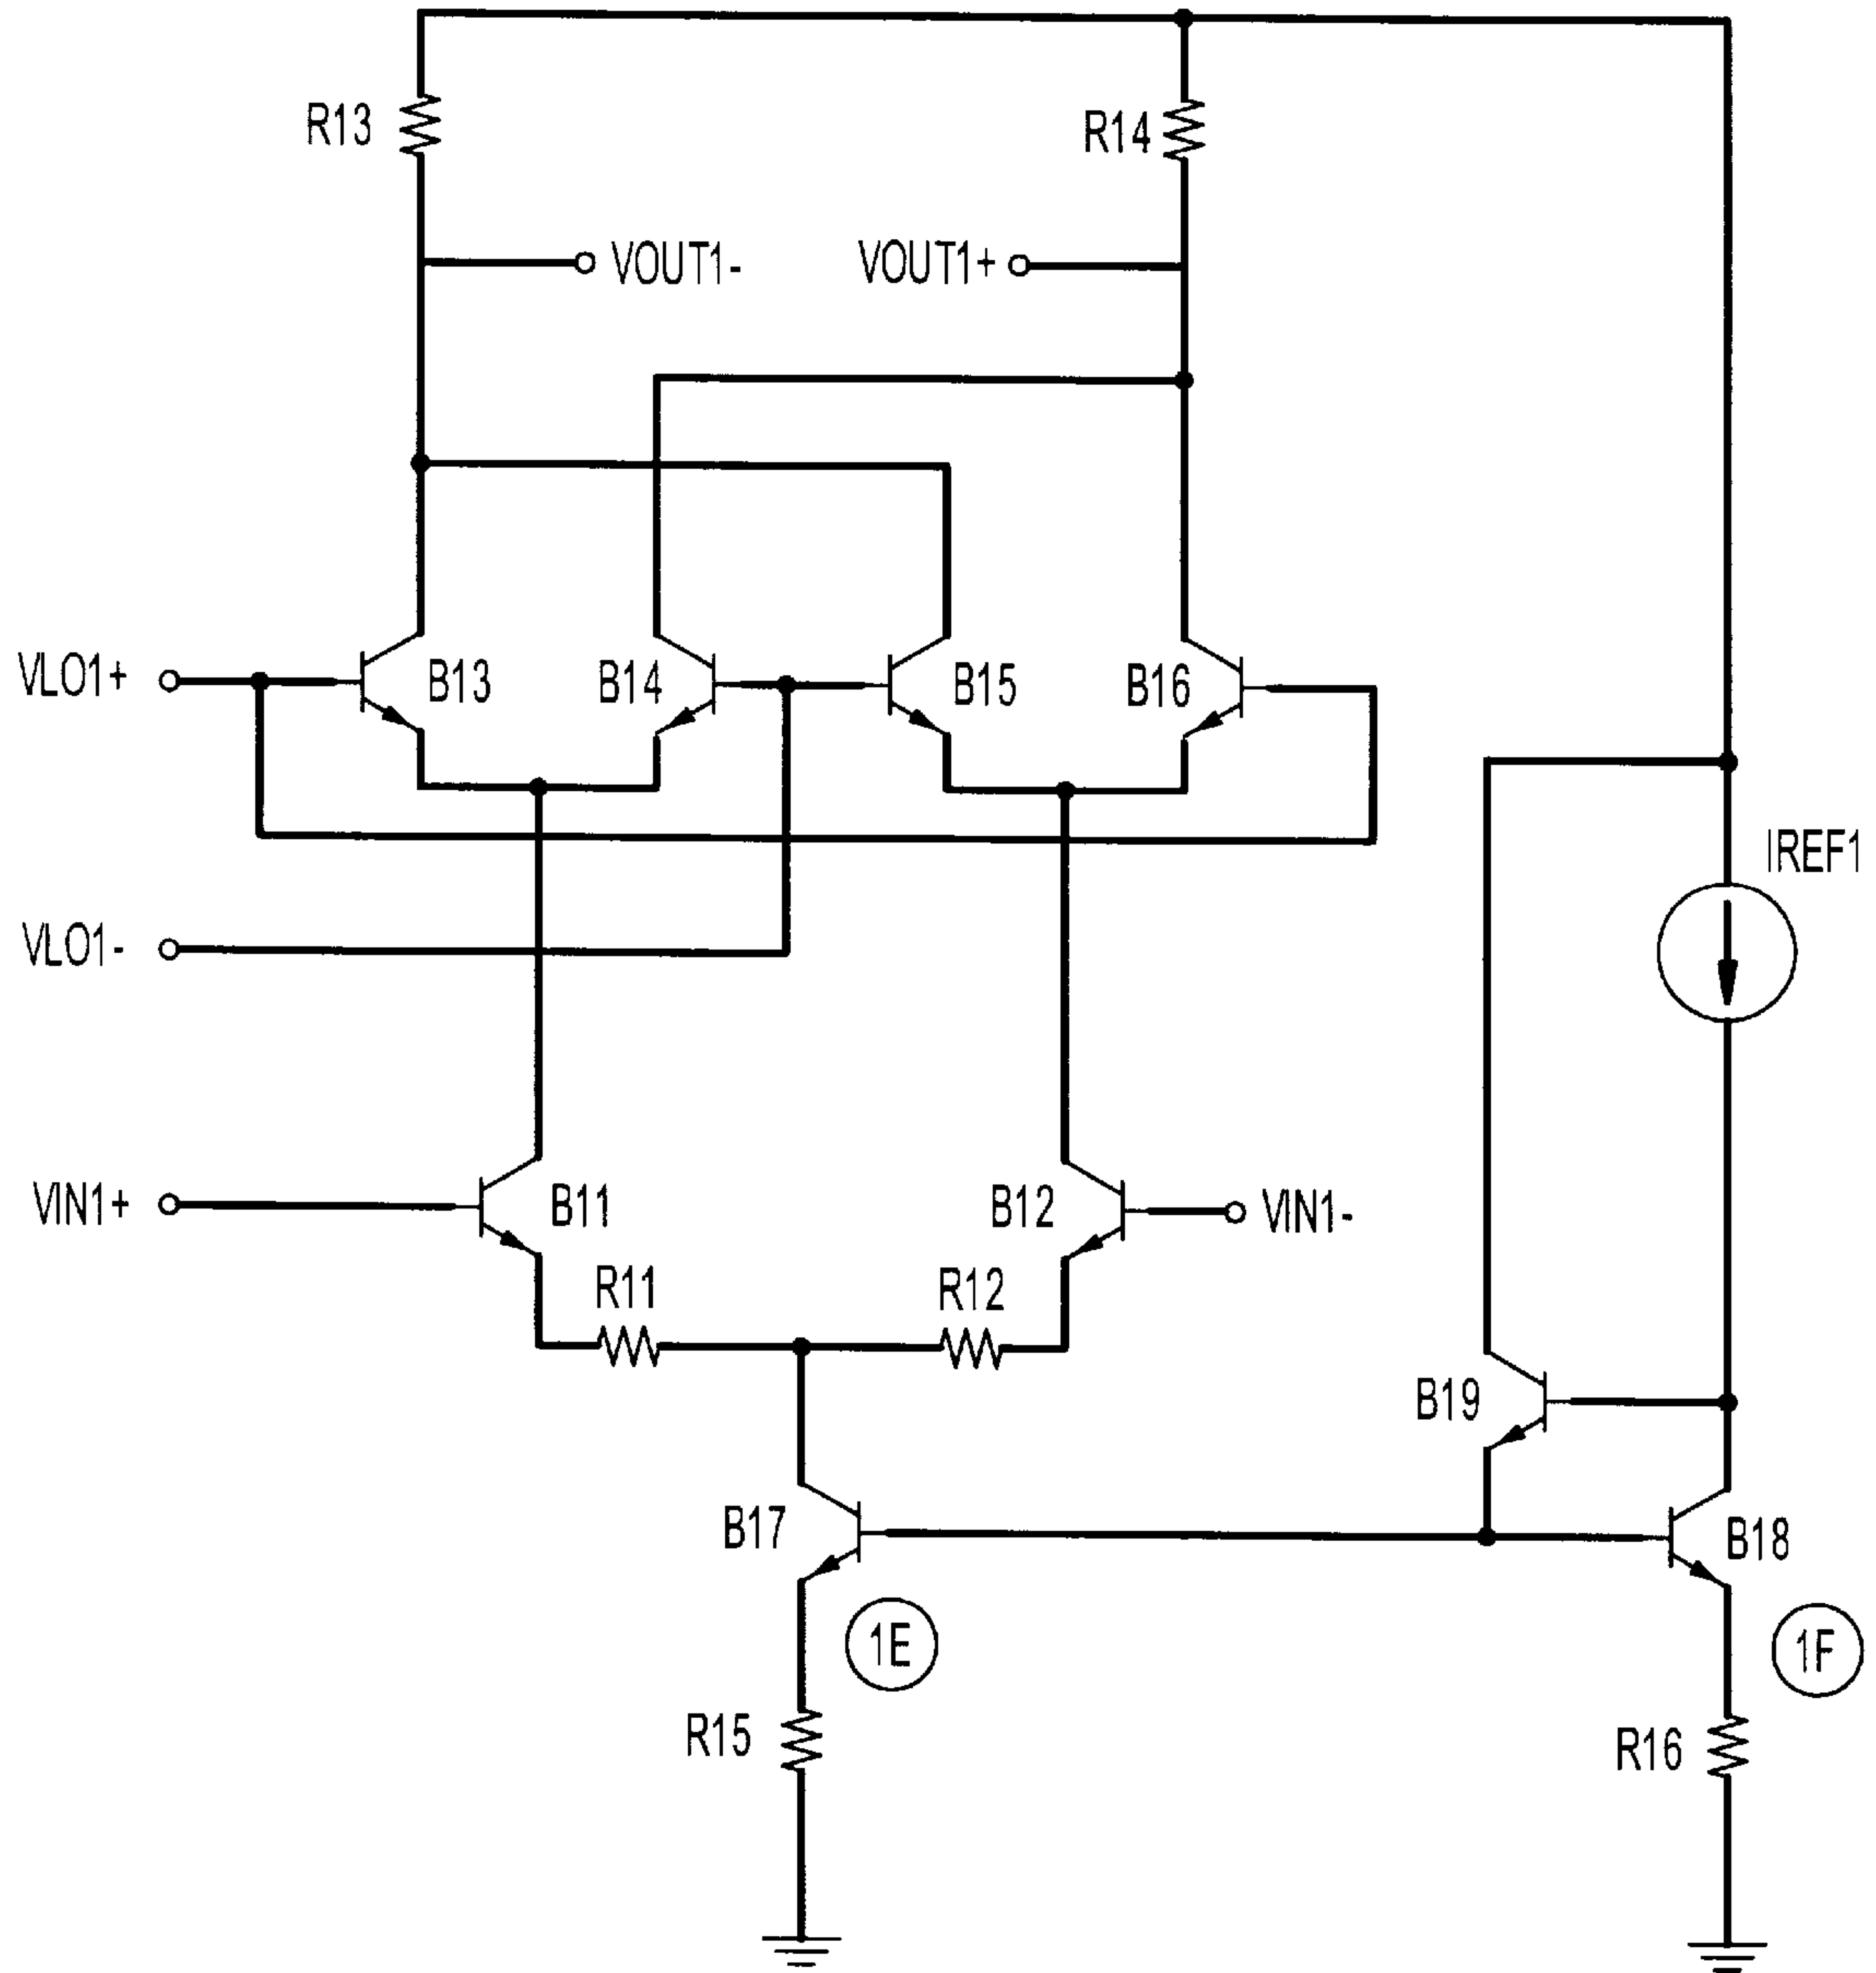 R13
R14
VOUT1-
VOUT1+
VLO1+
B13
B14
B15
B16
IREF1
VLO1-
VIN1+
B11
B12
VIN1-
R11
R12
B19
B17
B18
1E
1F
R15
R16